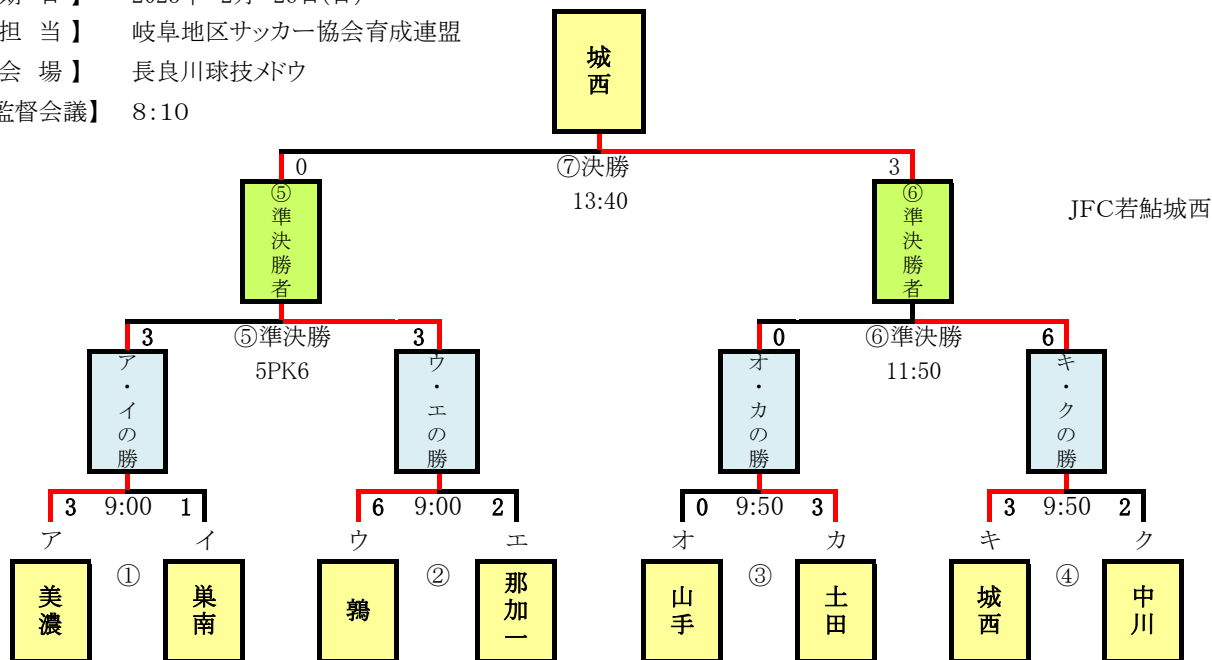 担 当 】 岐阜地区サッカー協会育成連盟
会 場 】 長良川球技メドウ
監督会議】 8:10
城西
0 ⑦決勝 3
13:40
⑤準決勝者
⑥準決勝者
JFC若鮎城西
3 ⑤準決勝 3
5PK6
0 ⑥準決勝 6
11:50
ア・イの勝
ウ・エの勝
オ・カの勝
キ・クの勝
3 9:00 1
6 9:00 2
0 9:50 3
3 9:50 2
ア イ ウ エ オ カ キ ク
① ② ③ ④
美濃
巣南
鶉
那加一
山手
土田
城西
中川